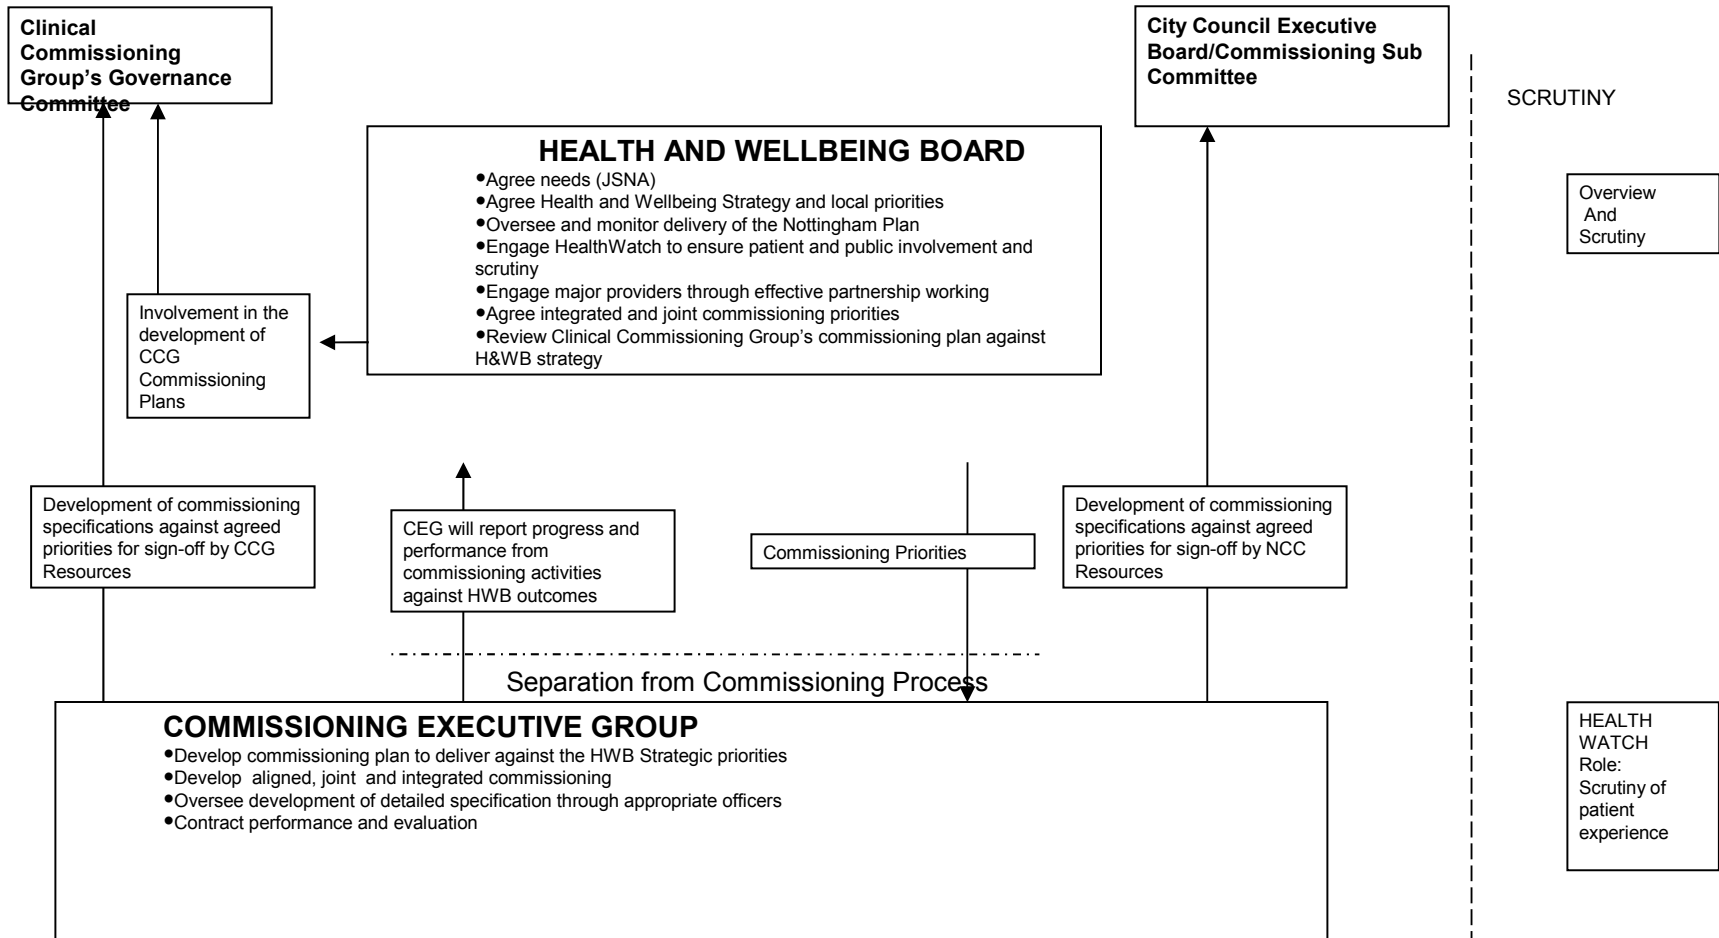 Clinical
Commissioning
Group's Governance
Committee
City Council Executive
Board/Commissioning Sub
Committee
SCRUTINY
HEALTH AND WELLBEING BOARD
•Agree needs (JSNA)
•Agree Health and Wellbeing Strategy and local priorities
•Oversee and monitor delivery of the Nottingham Plan
•Engage HealthWatch to ensure patient and public involvement and
scrutiny
•Engage major providers through effective partnership working
•Agree integrated and joint commissioning priorities
•Review Clinical Commissioning Group's commissioning plan against
H&WB strategy
Overview
And
Scrutiny
Involvement in the
development of
CCG
Commissioning
Plans
Development of commissioning
specifications against agreed
priorities for sign-off by CCG
Resources
CEG will report progress and
performance from
commissioning activities
against HWB outcomes
Commissioning Priorities
Development of commissioning
specifications against agreed
priorities for sign-off by NCC
Resources
Separation from Commissioning Process
COMMISSIONING EXECUTIVE GROUP
•Develop commissioning plan to deliver against the HWB Strategic priorities
•Develop aligned, joint and integrated commissioning
•Oversee development of detailed specification through appropriate officers
•Contract performance and evaluation
HEALTH
WATCH
Role:
Scrutiny of
patient
experience